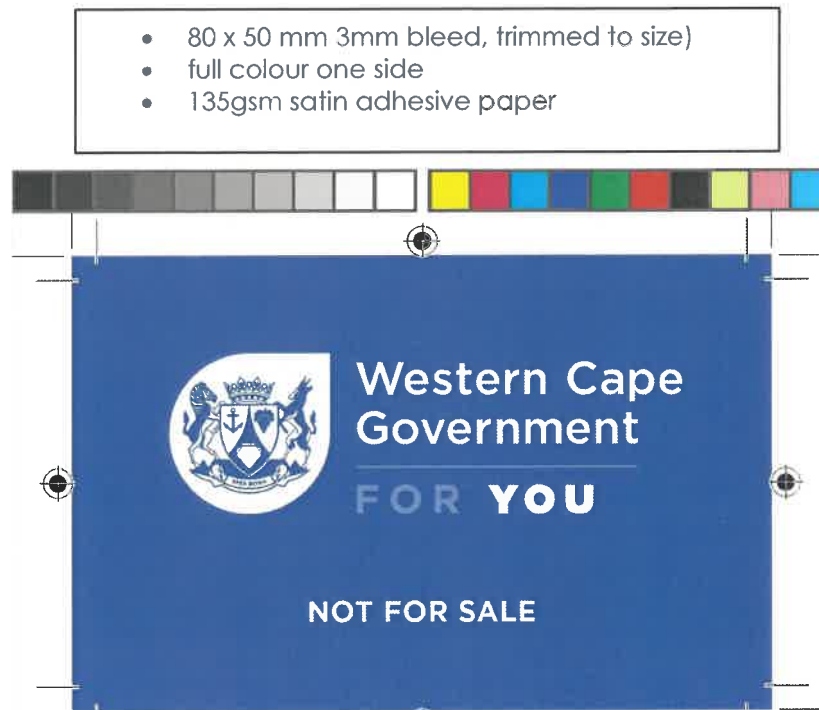 • 80 x 50 mm 3mm bleed, trimmed to size)
• full colour one side
• 135gsm satin adhesive paper
Western Cape
Government
FOR YOU
NOT FOR SALE